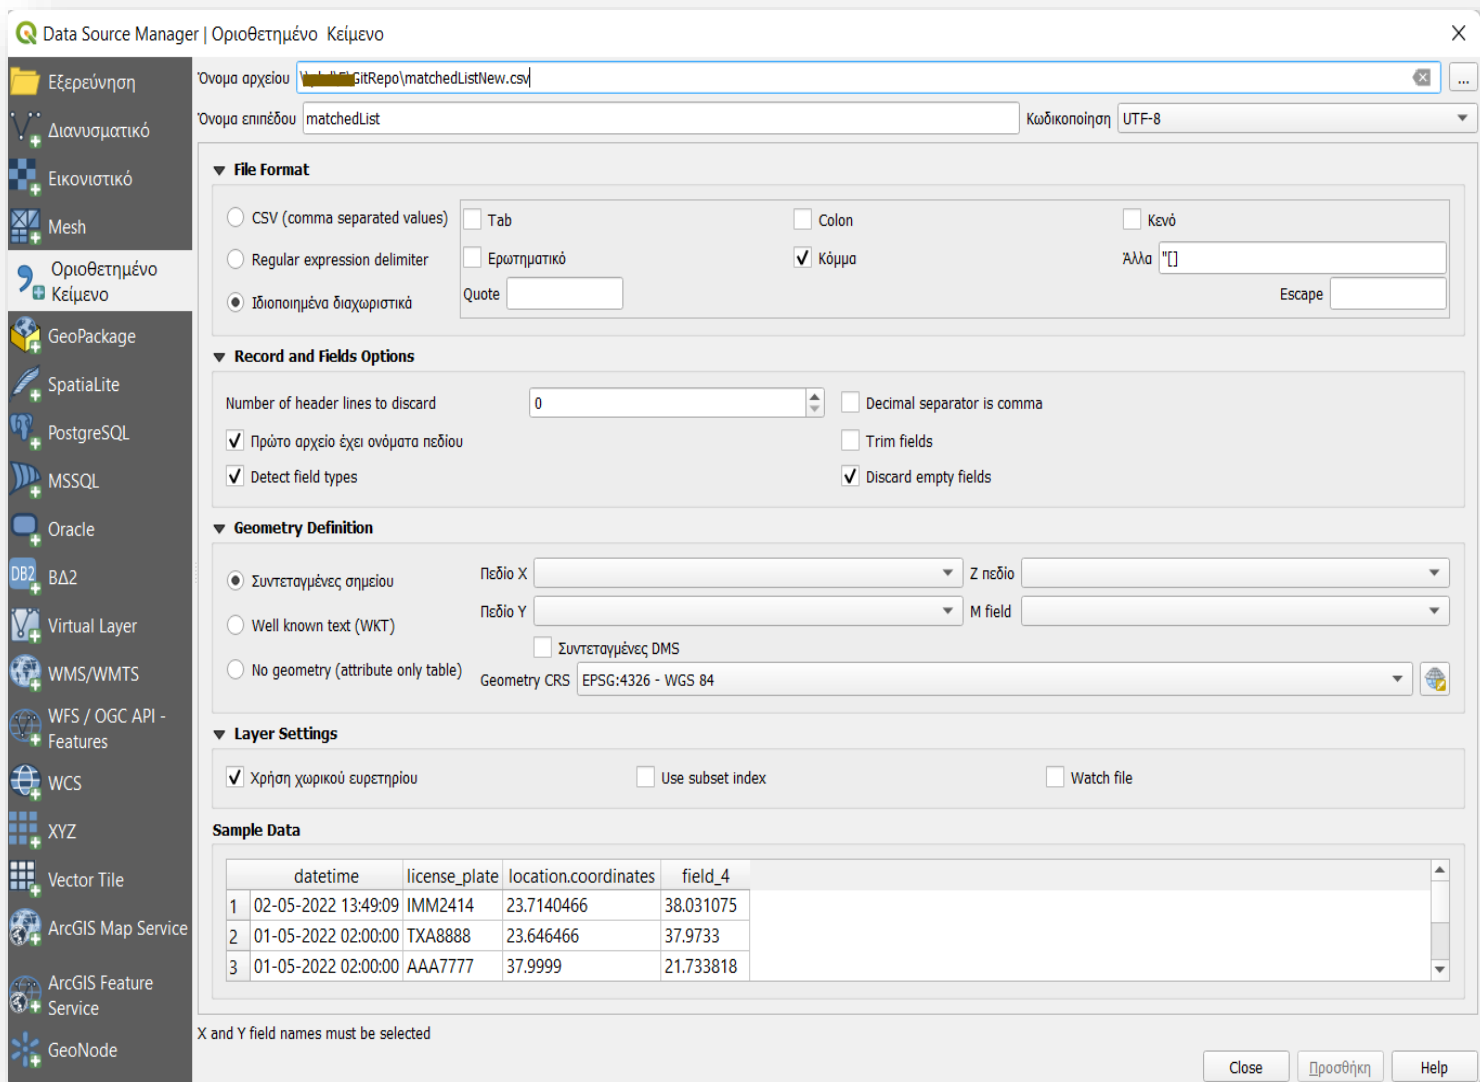 Data Source Manager | Οριοθετημένο Κείμενο
Εξερεύνηση
Διανυσματικό
Εικονιστικό
Mesh
Οριοθετημένο
Κείμενο
GeoPackage
SpatiaLite
PostgreSQL
MSSQL
Oracle
DB2 ΒΔ2
Virtual Layer
WMS/WMTS
WFS / OGC API -
Features
WCS
XYZ
Vector Tile
ArcGIS Map Service
ArcGIS Feature
Service
GeoNode
Όνομα αρχείου GitRepo\matchedListNew.csv ...
Όνομα επιπέδου matchedList Κωδικοποίηση UTF-8
File Format
CSV (comma separated values) Tab Colon Κενό
Regular expression delimiter Ερωτηματικό Κόμμα Άλλα "[]
Ιδιοποιημένα διαχωριστικά Quote Escape
Record and Fields Options
Number of header lines to discard 0 Decimal separator is comma
Πρώτο αρχείο έχει ονόματα πεδίου Trim fields
Detect field types Discard empty fields
Geometry Definition
Συντεταγμένες σημείου Πεδίο X Z πεδίο
Well known text (WKT) Πεδίο Y M field
Συντεταγμένες DMS
No geometry (attribute only table) Geometry CRS EPSG:4326 - WGS 84
Layer Settings
Χρήση χωρικού ευρετηρίου Use subset index Watch file
Sample Data
datetime license_plate location.coordinates field_4
1 02-05-2022 13:49:09 IMM2414 23.7140466 38.031075
2 01-05-2022 02:00:00 TXA8888 23.646466 37.9733
3 01-05-2022 02:00:00 AAA7777 37.9999 21.733818
X and Y field names must be selected
Close Προσθήκη Help